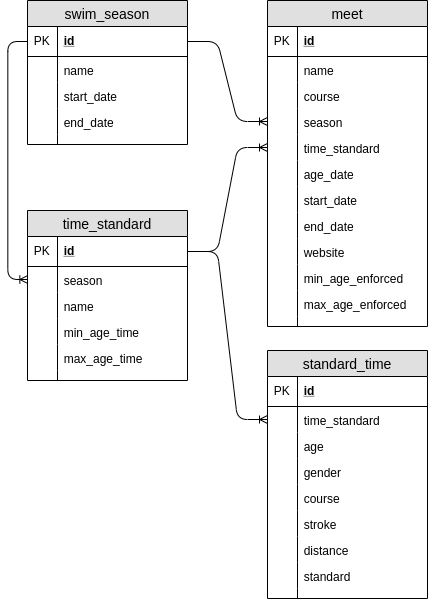 swim_season
PK id
name
start_date
end_date
time_standard
PK id
season
name
min_age_time
max_age_time
meet
PK id
name
course
season
time_standard
age_date
start_date
end_date
website
min_age_enforced
max_age_enforced
standard_time
PK id
time_standard
age
gender
course
stroke
distance
standard